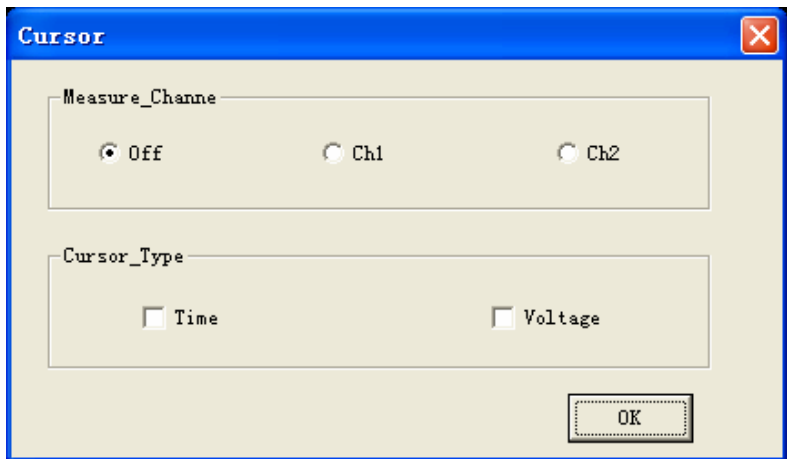 Cursor
Measure_Channe
Off Ch1 Ch2
Cursor_Type
Time Voltage
OK